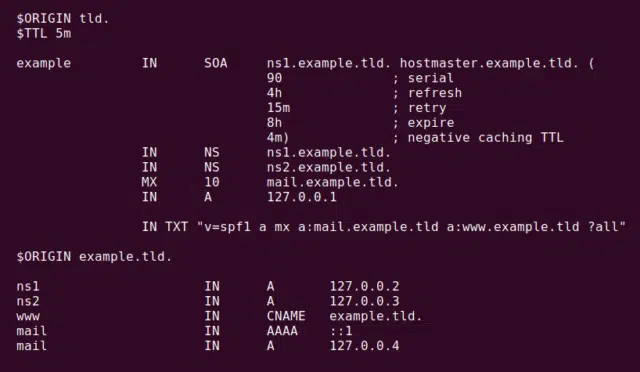 $ORIGIN tld.
$TTL 5m
example IN SOA ns1.example.tld. hostmaster.example.tld. (
90 ; serial
4h ; refresh
15m ; retry
8h ; expire
4m) ; negative caching TTL
IN NS ns1.example.tld.
IN NS ns2.example.tld.
MX 10 mail.example.tld.
IN A 127.0.0.1
IN TXT "v=spf1 a mx a:mail.example.tld a:www.example.tld ?all"
$ORIGIN example.tld.
ns1 IN A 127.0.0.2
ns2 IN A 127.0.0.3
www IN CNAME example.tld.
mail IN AAAA ::1
mail IN A 127.0.0.4